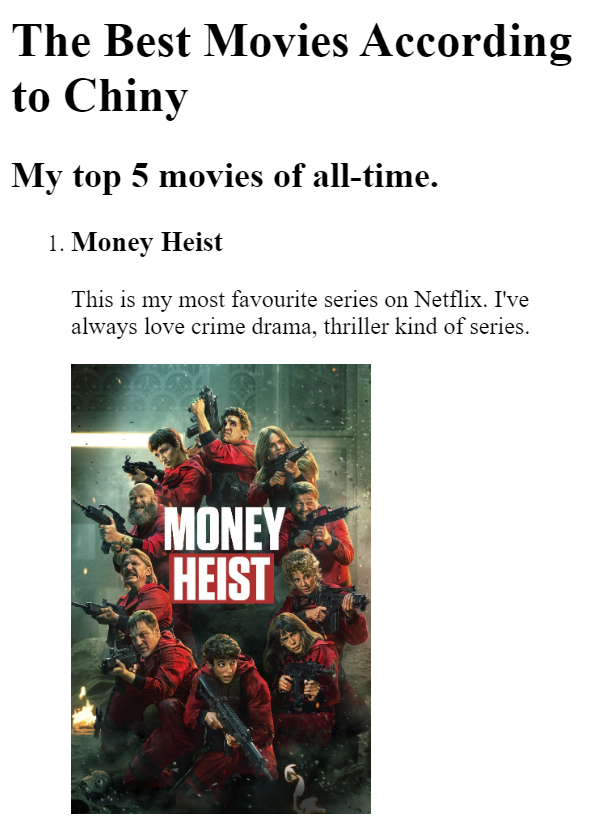 The Best Movies According
to Chiny
My top 5 movies of all-time.
1. Money Heist
This is my most favourite series on Netflix. I've
always love crime drama, thriller kind of series.
MONEY
HEIST